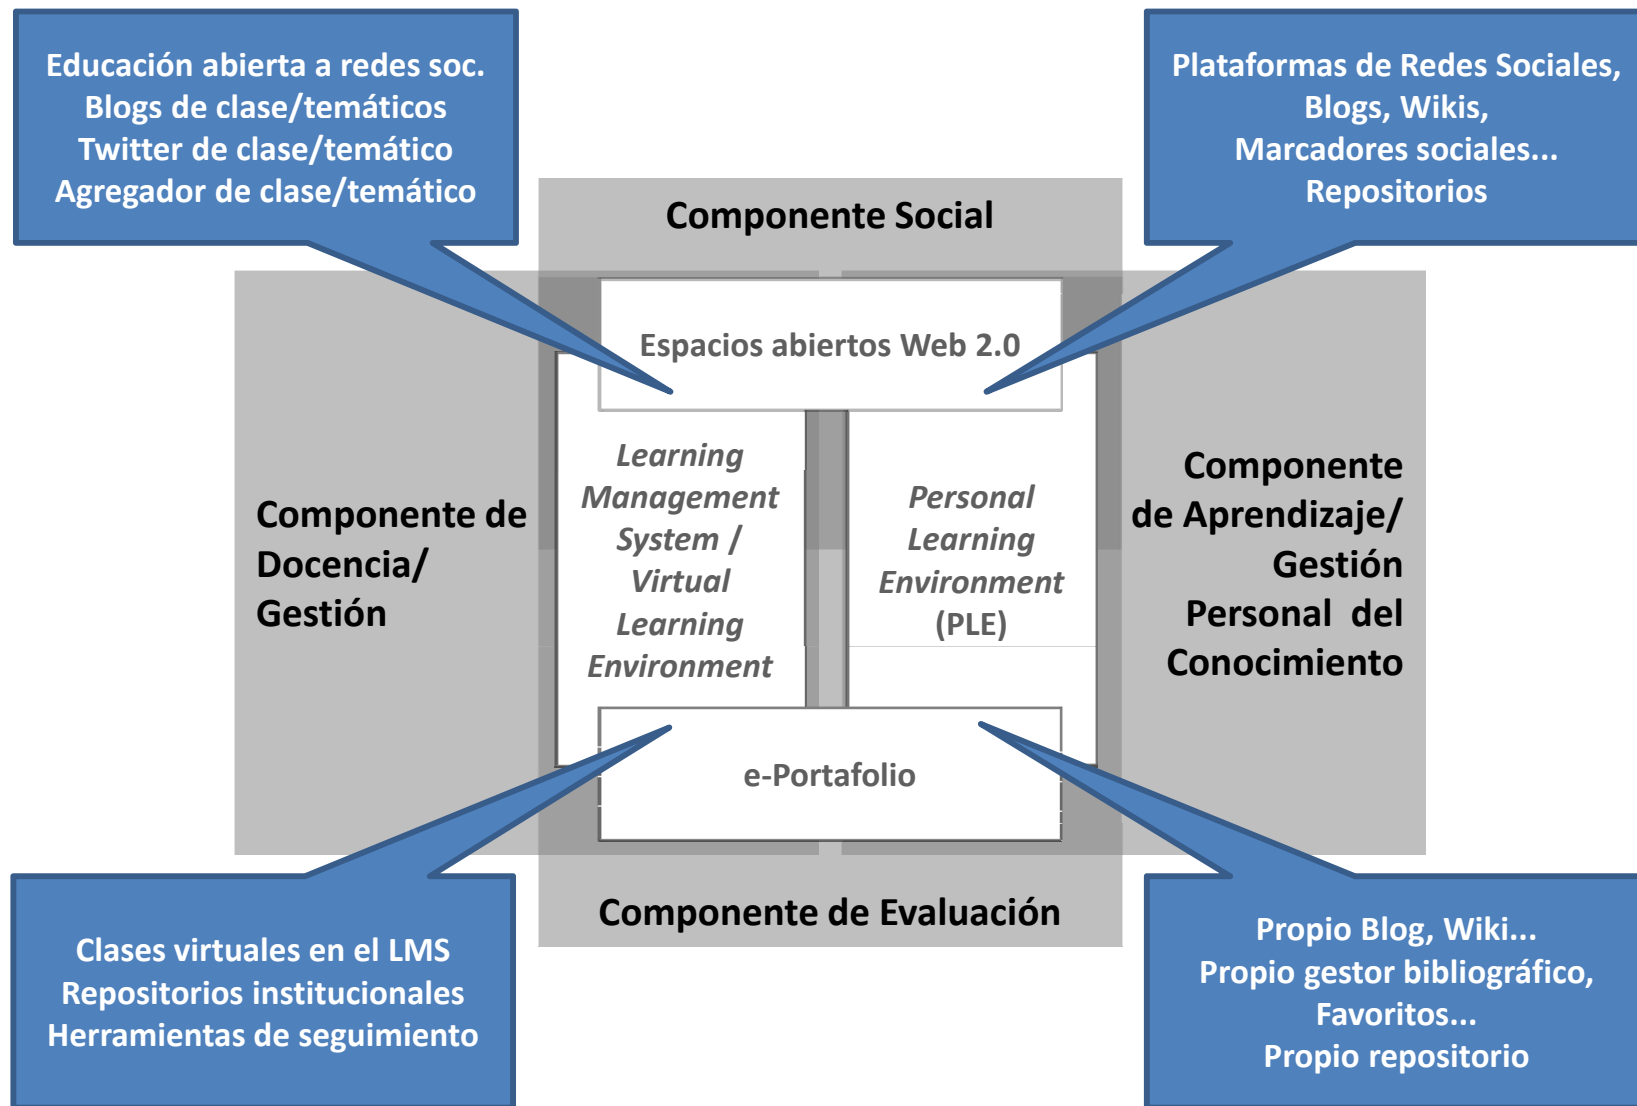 Educación abierta a redes soc.
Blogs de clase/temáticos
Twitter de clase/temático
Agregador de clase/temático
Plataformas de Redes Sociales,
Blogs, Wikis,
Marcadores sociales...
Repositorios
Componente Social
Espacios abiertos Web 2.0
Componente de
Docencia/
Gestión
Learning
Management
System /
Virtual
Learning
Environment
Personal
Learning
Environment
(PLE)
Componente
de Aprendizaje/
Gestión
Personal del
Conocimiento
e-Portafolio
Componente de Evaluación
Clases virtuales en el LMS
Repositorios institucionales
Herramientas de seguimiento
Propio Blog, Wiki...
Propio gestor bibliográfico,
Favoritos...
Propio repositorio